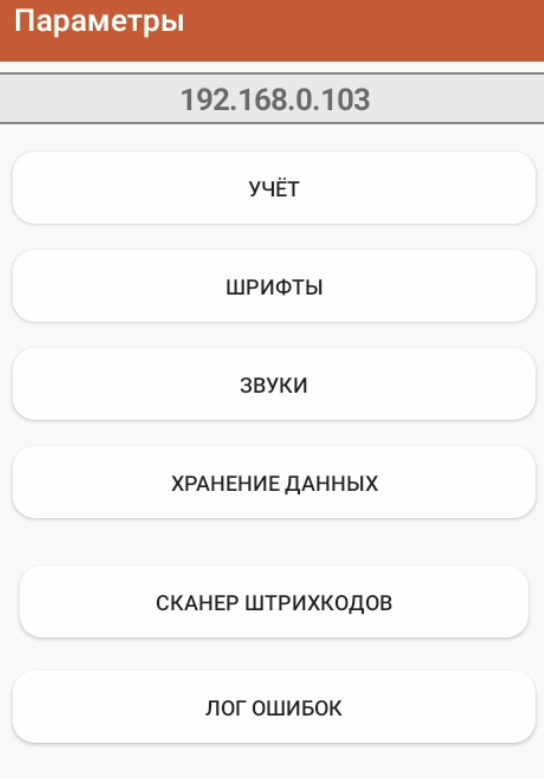 Параметры
192.168.0.103
УЧЁТ
ШРИФТЫ
ЗВУКИ
ХРАНЕНИЕ ДАННЫХ
СКАНЕР ШТРИХКОДОВ
ЛОГ ОШИБОК